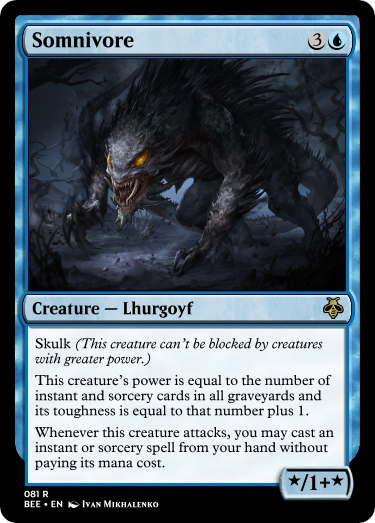 Somnivore 3
Creature — Lhurgoyf
Skulk (This creature can't be blocked by creatures
with greater power.)
This creature's power is equal to the number of
instant and sorcery cards in all graveyards and
its toughness is equal to that number plus 1.
Whenever this creature attacks, you may cast an
instant or sorcery spell from your hand without
paying its mana cost.
★/1+★
081 R
BEE • EN Ivan Mikhalenko